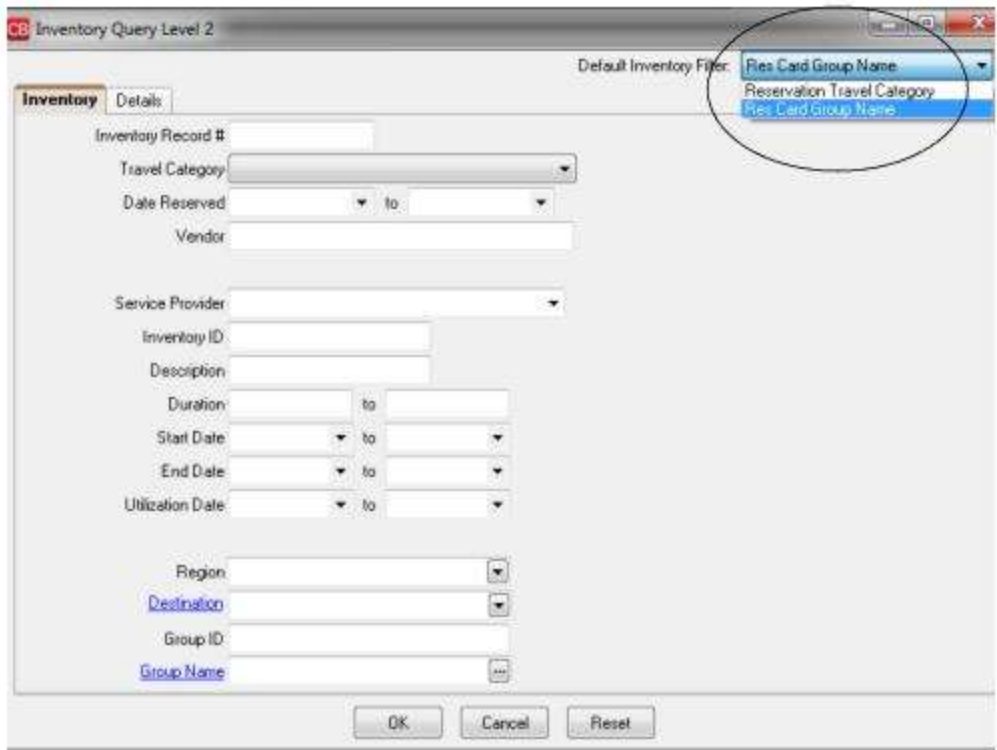 CB Inventory Query Level 2
Default Inventory Filter: Res Card Group Name
Reservation Travel Category
Res Card Group Name
Inventory Details
Inventory Record #
Travel Category
Date Reserved to
Vendor
Service Provider
Inventory ID
Description
Duration to
Start Date to
End Date to
Utilization Date to
Region
Destination
Group ID
Group Name ...
OK Cancel Reset